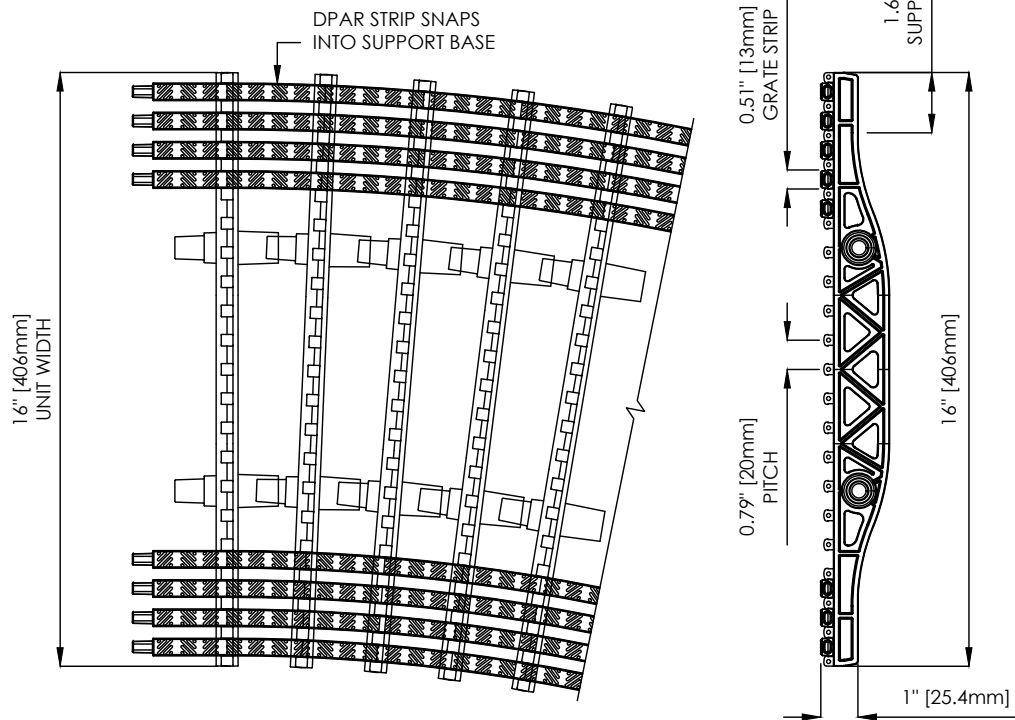 DPAR STRIP SNAPS
INTO SUPPORT BASE
16" [406mm]
UNIT WIDTH
0.51" [13mm]
GRATE STRIP
0.79" [20mm]
PITCH
16" [406mm]
1" [25.4mm]